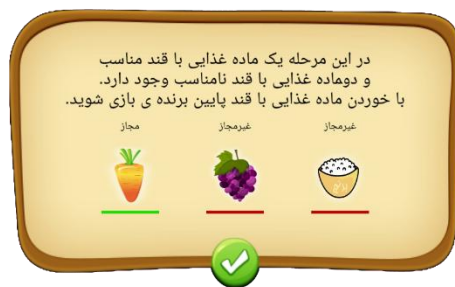 در این مرحله یک ماده غذایی با قند مناسب
و دوماده غذایی با قند نامناسب وجود دارد.
با خوردن ماده غذایی با قند پایین برنده ی بازی شوید.
غیرمجاز
غیرمجاز
مجاز
برنج